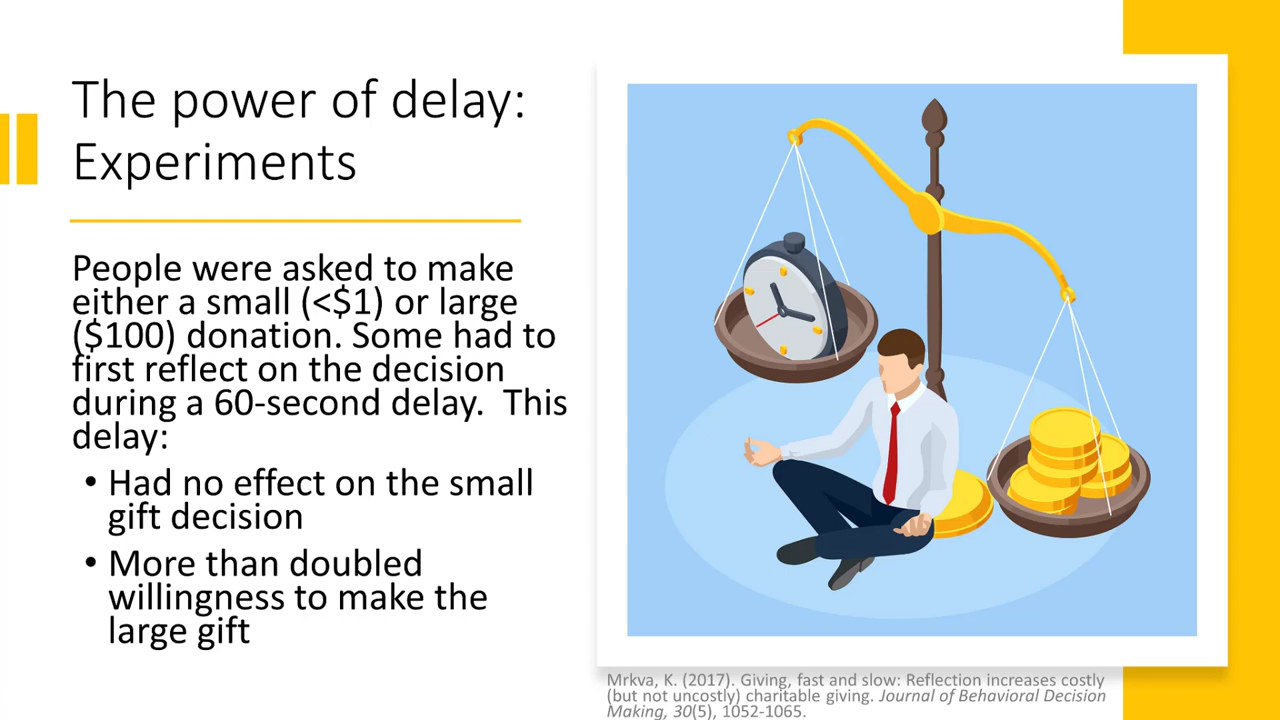 The power of delay:
Experiments
People were asked to make
either a small (<$1) or large
($100) donation. Some had to
first reflect on the decision
during a 60-second delay.  This
delay:
• Had no effect on the small
gift decision
• More than doubled
willingness to make the
large gift
Mrkva, K. (2017). Giving, fast and slow: Reflection increases costly
(but not uncostly) charitable giving. Journal of Behavioral Decision
Making, 30(5), 1052-1065.